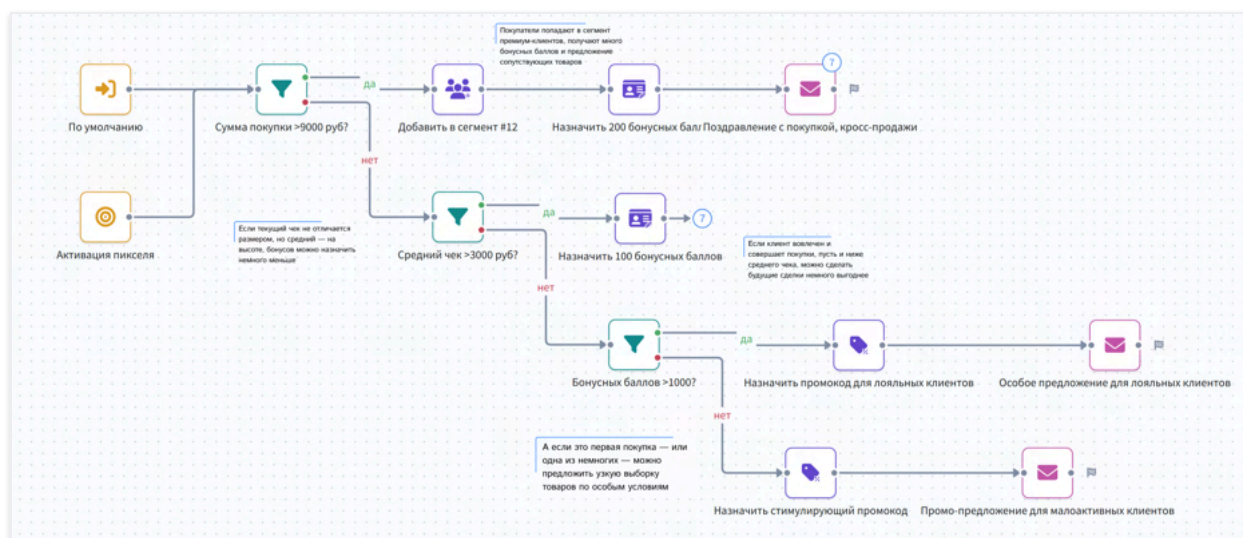 Покупатели попадают в сегмент
премиум-клиентов, получают много
бонусных баллов и предложение
сопутствующих товаров
7
да
По умолчанию
Сумма покупки >9000 руб?
Добавить в сегмент #12
Назначить 200 бонусных бал
Поздравление с покупкой, кросс-продажи
нет
Если текущий чек не отличается
размером, но средний — на
высоте, бонусов можно назначить
немного меньше
да
7
Активация пикселя
Средний чек >3000 руб?
Назначить 100 бонусных баллов
Если клиент вовлечен и
совершает покупки, пусть и ниже
среднего чека, можно сделать
будущие сделки немного выгоднее
нет
да
Бонусных баллов >1000?
Назначить промокод для лояльных клиентов
Особое предложение для лояльных клиентов
нет
А если это первая покупка — или
одна из немногих — можно
предложить узкую выборку
товаров по особым условиям
Назначить стимулирующий промокод
Промо-предложение для малоактивных клиентов